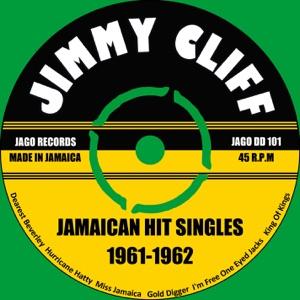 JIMMY CLIFF
JAGO RECORDS
JAGO DD 101
MADE IN JAMAICA
45 R.P.M
JAMAICAN HIT SINGLES
1961-1962
Dearest Beverley Hurricane Hatty Miss Jamaica Gold Digger I'm Free One Eyed Jacks King Of Kings